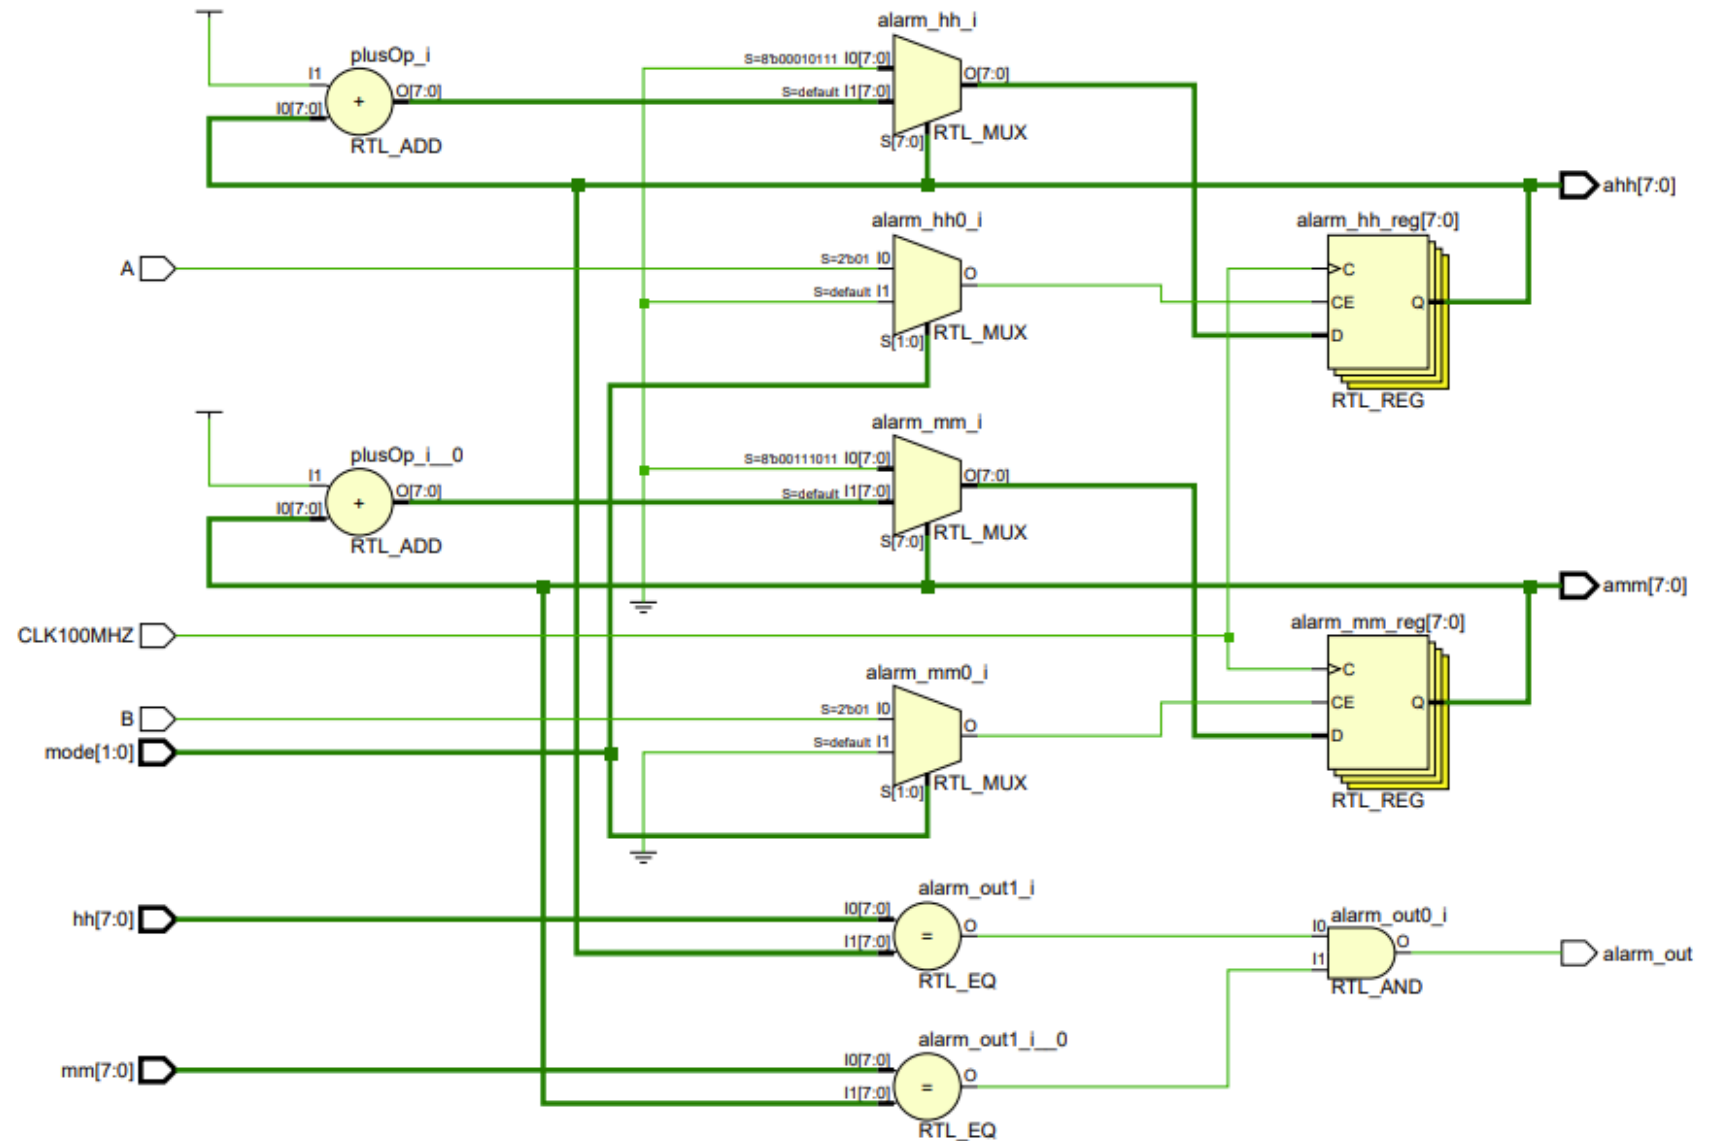 alarm_hh_i
plusOp_i
S=8'b00010111 I0[7:0]
O[7:0]
I1
O[7:0]
S=default I1[7:0]
I0[7:0]
+
RTL_ADD
S[7:0]
RTL_MUX
ahh[7:0]
alarm_hh0_i
alarm_hh_reg[7:0]
A
S=2'b01 I0
O
C
S=default I1
CE
Q
S[1:0]
RTL_MUX
D
RTL_REG
alarm_mm_i
plusOp_i__0
S=8'b00111011 I0[7:0]
O[7:0]
I1
O[7:0]
S=default I1[7:0]
I0[7:0]
+
RTL_ADD
S[7:0]
RTL_MUX
amm[7:0]
CLK100MHZ
alarm_mm_reg[7:0]
alarm_mm0_i
C
B
S=2'b01 I0
O
CE
Q
mode[1:0]
S=default I1
D
S[1:0]
RTL_MUX
RTL_REG
alarm_out1_i
hh[7:0]
I0[7:0]
O
=
I1[7:0]
RTL_EQ
alarm_out0_i
I0
O
I1
RTL_AND
alarm_out
alarm_out1_i__0
mm[7:0]
I0[7:0]
O
=
I1[7:0]
RTL_EQ